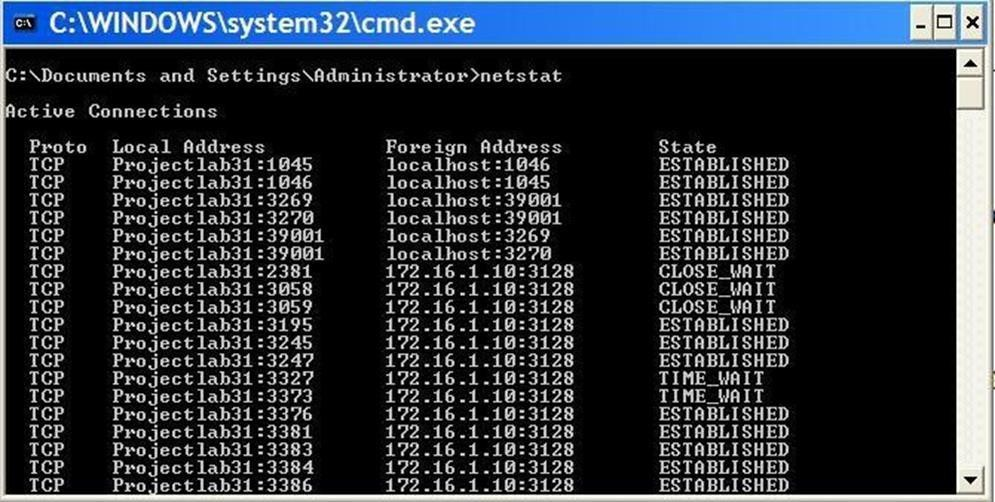 C:\WINDOWS\system32\cmd.exe
C:\Documents and Settings\Administrator>netstat
Active Connections
Proto Local Address Foreign Address State
TCP Projectlab31:1045 localhost:1046 ESTABLISHED
TCP Projectlab31:1046 localhost:1045 ESTABLISHED
TCP Projectlab31:3269 localhost:39001 ESTABLISHED
TCP Projectlab31:3270 localhost:39001 ESTABLISHED
TCP Projectlab31:39001 localhost:3269 ESTABLISHED
TCP Projectlab31:39001 localhost:3270 ESTABLISHED
TCP Projectlab31:2381 172.16.1.10:3128 CLOSE_WAIT
TCP Projectlab31:3058 172.16.1.10:3128 CLOSE_WAIT
TCP Projectlab31:3059 172.16.1.10:3128 CLOSE_WAIT
TCP Projectlab31:3195 172.16.1.10:3128 ESTABLISHED
TCP Projectlab31:3245 172.16.1.10:3128 ESTABLISHED
TCP Projectlab31:3247 172.16.1.10:3128 ESTABLISHED
TCP Projectlab31:3327 172.16.1.10:3128 TIME_WAIT
TCP Projectlab31:3373 172.16.1.10:3128 TIME_WAIT
TCP Projectlab31:3376 172.16.1.10:3128 ESTABLISHED
TCP Projectlab31:3381 172.16.1.10:3128 ESTABLISHED
TCP Projectlab31:3383 172.16.1.10:3128 ESTABLISHED
TCP Projectlab31:3384 172.16.1.10:3128 ESTABLISHED
TCP Projectlab31:3386 172.16.1.10:3128 ESTABLISHED